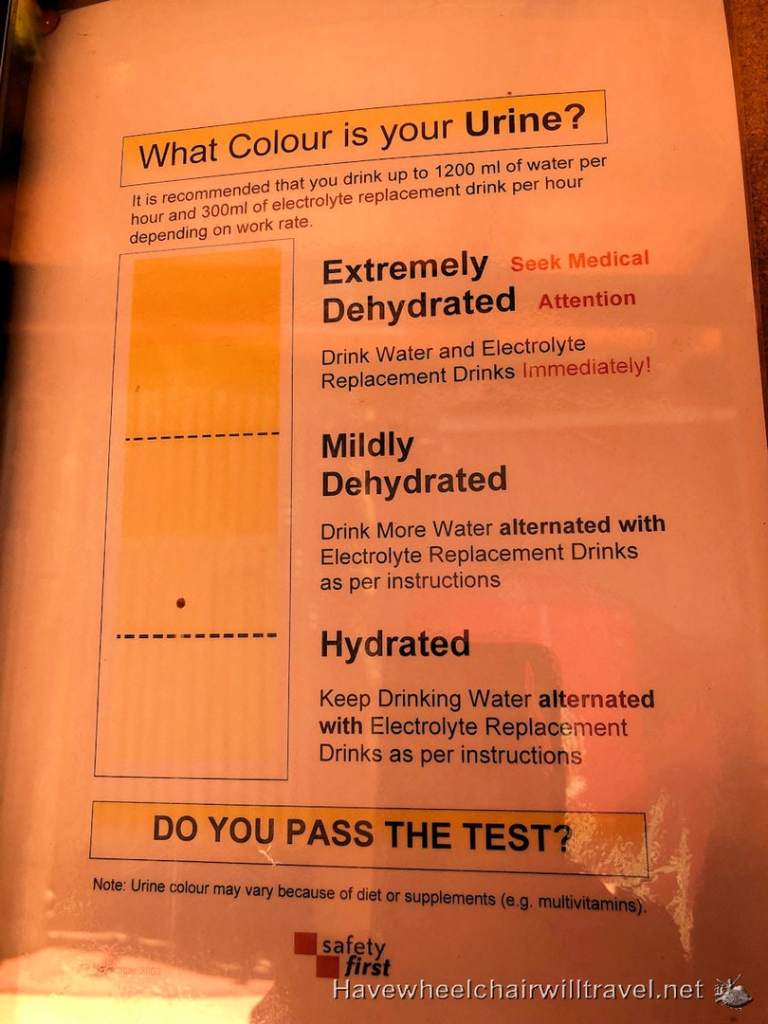 What Colour is your Urine?
It is recommended that you drink up to 1200 ml of water per
hour and 300ml of electrolyte replacement drink per hour
depending on work rate.
Extremely Seek Medical
Dehydrated Attention
Drink Water and Electrolyte
Replacement Drinks Immediately!
Mildly
Dehydrated
Drink More Water alternated with
Electrolyte Replacement Drinks
as per instructions
Hydrated
Keep Drinking Water alternated
with Electrolyte Replacement
Drinks as per instructions
DO YOU PASS THE TEST?
Note: Urine colour may vary because of diet or supplements (e.g. multivitamins).
safety
first
Havewheelchairwilltravel.net